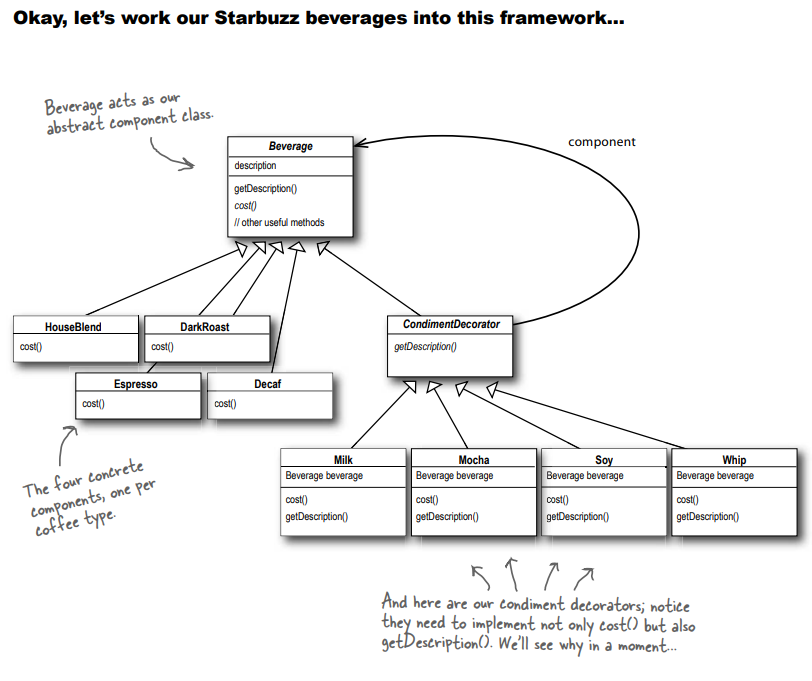 Okay, let's work our Starbuzz beverages into this framework...
Beverage acts as our
abstract component class.
component
Beverage
description
getDescription()
cost()
// other useful methods
HouseBlend
cost()
DarkRoast
cost()
CondimentDecorator
getDescription()
Espresso
cost()
Decaf
cost()
The four concrete
components, one per
coffee type.
Milk
Beverage beverage
cost()
getDescription()
Mocha
Beverage beverage
cost()
getDescription()
Soy
Beverage beverage
cost()
getDescription()
Whip
Beverage beverage
cost()
getDescription()
And here are our condiment decorators; notice
they need to implement not only cost() but also
getDescription(). We'll see why in a moment...